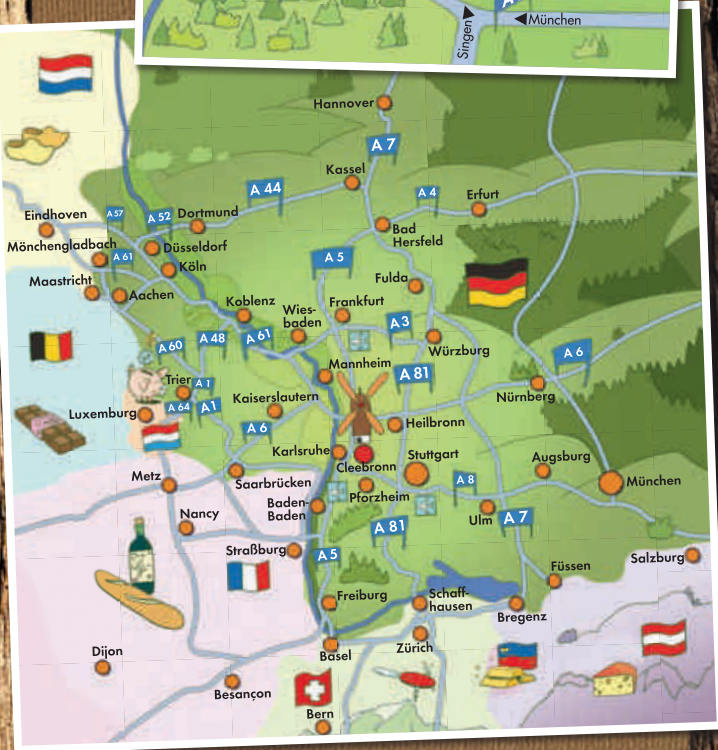 A
Singen
München
Hannover
A 7
Kassel
A 44
A 4
Erfurt
A 57
A 52
Dortmund
Eindhoven
Bad
Hersfeld
Mönchengladbach
A 61
Düsseldorf
A 5
Köln
Fulda
Maastricht
Aachen
Koblenz
Wies-
baden
Frankfurt
A 3
A 60
A 48
A 61
Würzburg
A 6
Mannheim
A 81
Trier
A 1
Nürnberg
Kaiserslautern
A 64
A1
Luxemburg
A 6
Heilbronn
Karlsruhe
Cleebronn
Stuttgart
Augsburg
Metz
Saarbrücken
A 8
München
Pforzheim
Baden-
Baden
Nancy
A 81
Ulm
A 7
Straßburg
A 5
Salzburg
Füssen
Freiburg
Schaff-
hausen
Bregenz
Basel
Zürich
Dijon
Besançon
Bern